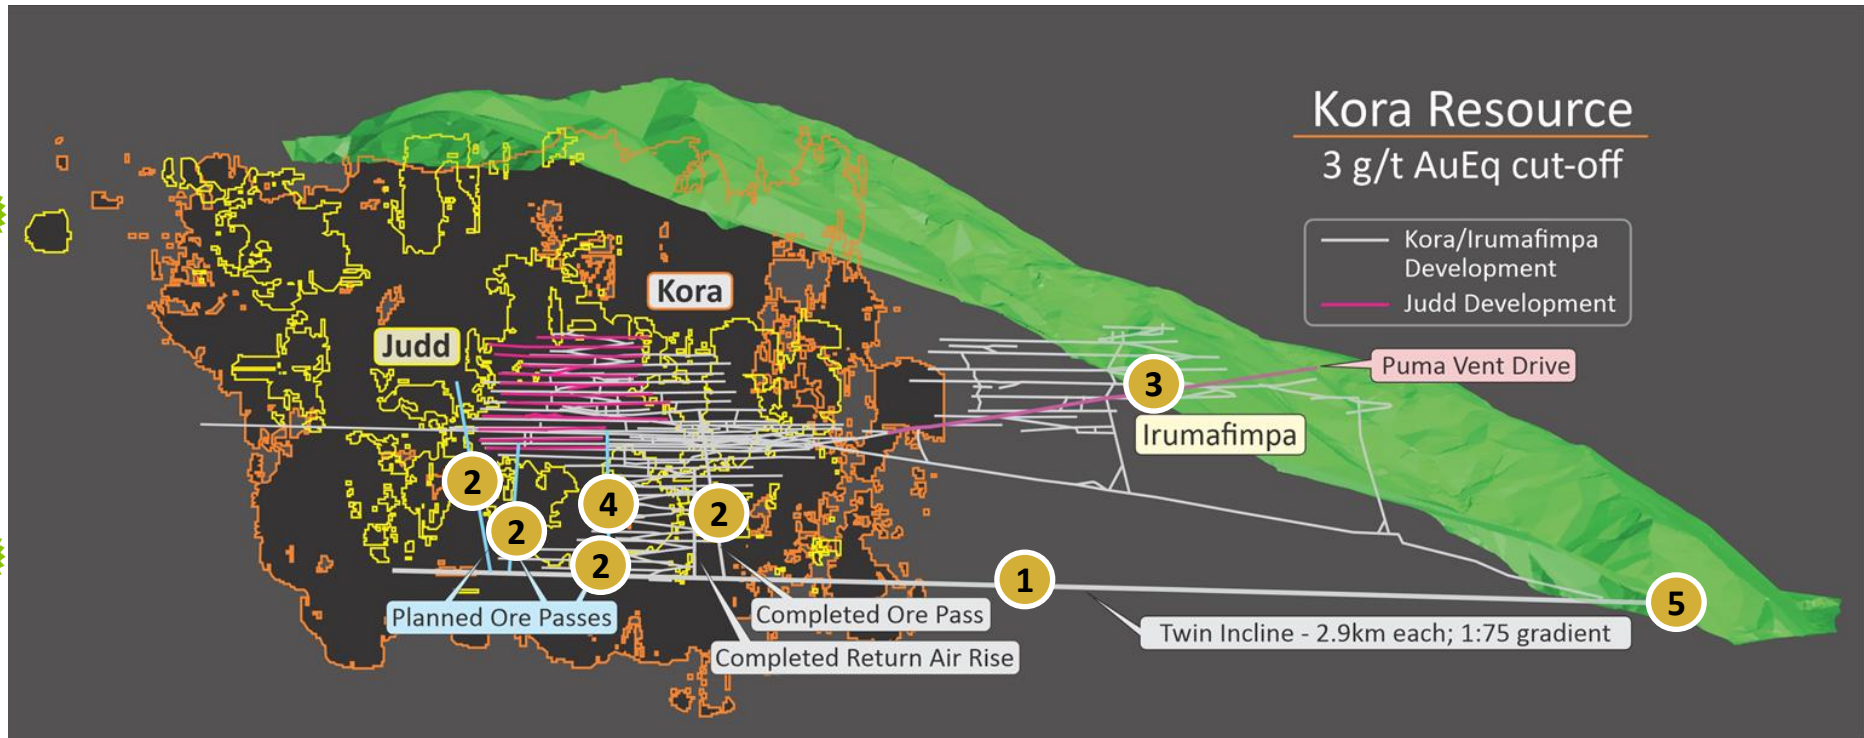 Kora Resource
3 g/t AuEq cut-off
Kora/Irumafimpa
Development
Judd Development
Kora
Judd
Puma Vent Drive
3
Irumafimpa
2
4
2
2
2
1
5
Planned Ore Passes
Completed Ore Pass
Twin Incline - 2.9km each; 1:75 gradient
Completed Return Air Rise